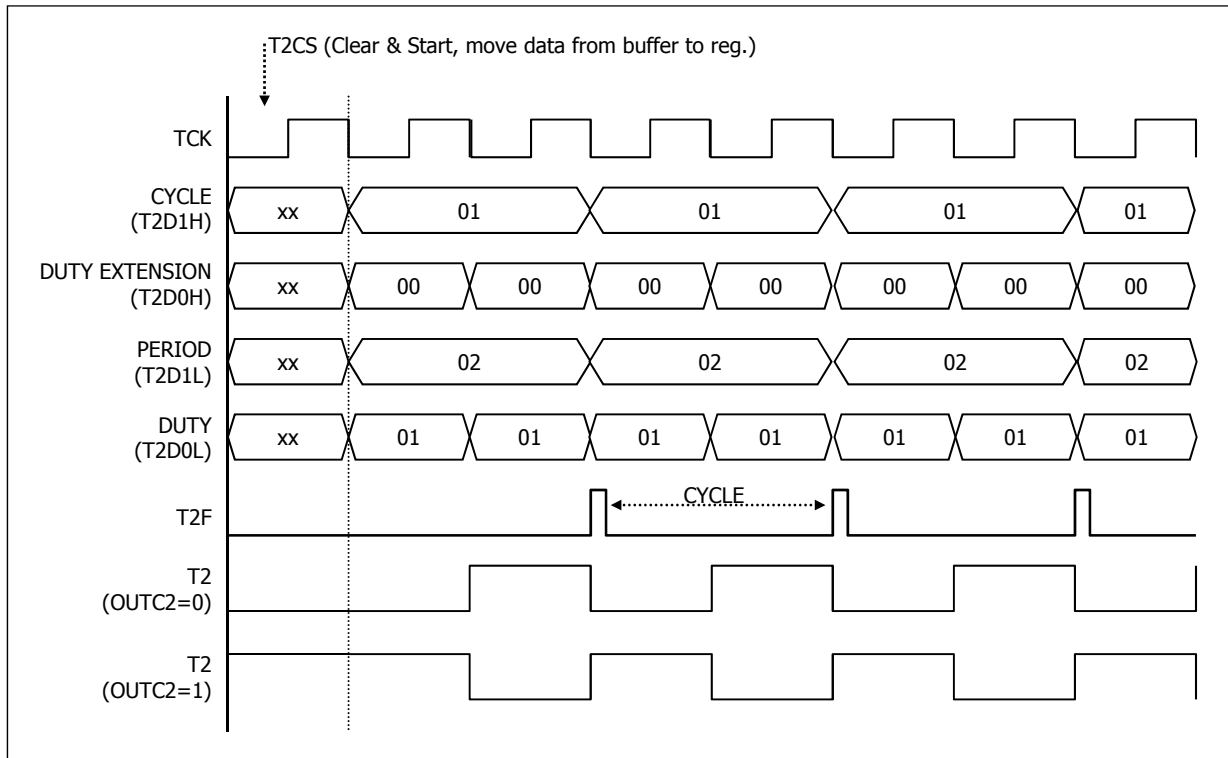 T2CS (Clear & Start, move data from buffer to reg.)
TCK
CYCLE
(T2D1H)
xx 01 01 01 01
DUTY EXTENSION
(T2D0H)
xx 00 00 00 00 00 00 00
PERIOD
(T2D1L)
xx 02 02 02 02
DUTY
(T2D0L)
xx 01 01 01 01 01 01 01
CYCLE
T2F
T2
(OUTC2=0)
T2
(OUTC2=1)